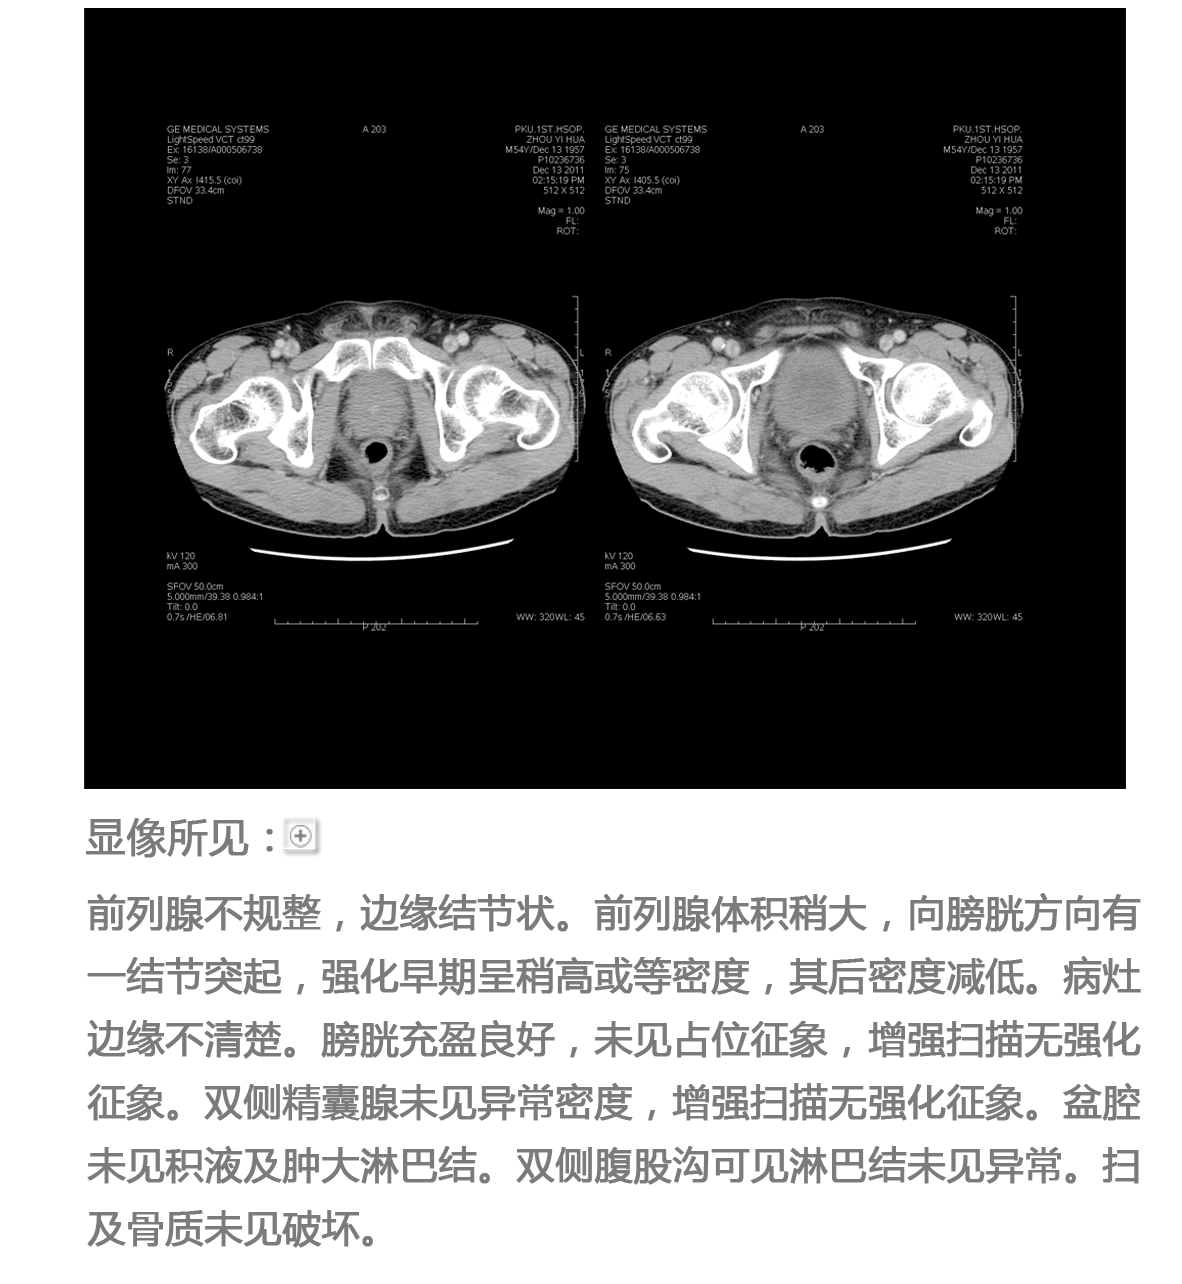 GE MEDICAL SYSTEMS
LightSpeed VCT ct99
Ex: 16138/A000506738
Se: 3
Im: 77
XY Ax I415.5 (coi)
DFOV 33.4cm
STND
A 203
PKU.1ST.HSOP.
ZHOU YI HUA
M54Y/Dec 13 1957
P10236736
Dec 13 2011
02:15:19 PM
512 X 512
Mag = 1.00
FL:
ROT:
R
L
kV 120
mA 300
SFOV 50.0cm
5.000mm/39.38 0.984:1
Tilt: 0.0
0.7s /HE/06.81
P 202
WW: 320WL: 45
GE MEDICAL SYSTEMS
LightSpeed VCT ct99
Ex: 16138/A000506738
Se: 3
Im: 75
XY Ax I405.5 (coi)
DFOV 33.4cm
STND
A 203
PKU.1ST.HSOP.
ZHOU YI HUA
M54Y/Dec 13 1957
P10236736
Dec 13 2011
02:15:19 PM
512 X 512
Mag = 1.00
FL:
ROT:
R
L
kV 120
mA 300
SFOV 50.0cm
5.000mm/39.38 0.984:1
Tilt: 0.0
0.7s /HE/06.63
P 202
WW: 320WL: 45
显像所见：
前列腺不规整，边缘结节状。前列腺体积稍大，向膀胱方向有
一结节突起，强化早期呈稍高或等密度，其后密度减低。病灶
边缘不清楚。膀胱充盈良好，未见占位征象，增强扫描无强化
征象。双侧精囊腺未见异常密度，增强扫描无强化征象。盆腔
未见积液及肿大淋巴结。双侧腹股沟可见淋巴结未见异常。扫
及骨质未见破坏。